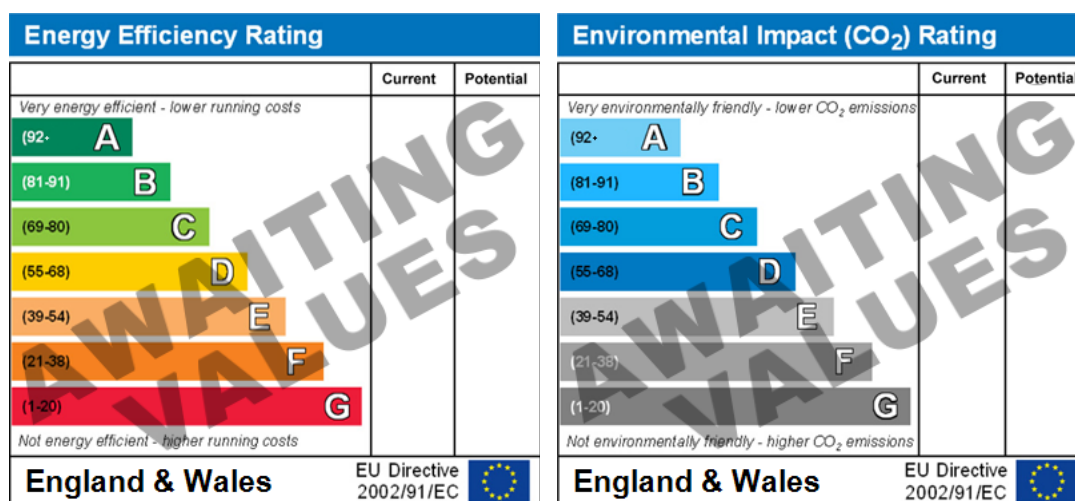 Energy Efficiency Rating
Current Potential
Very energy efficient - lower running costs
(92+ A
(81-91) B
(69-80) C
(55-68) D
(39-54) E
(21-38) F
(1-20) G
Not energy efficient - higher running costs
AWAITING
VALUES
England & Wales
EU Directive
2002/91/EC
Environmental Impact (CO₂) Rating
Current Potential
Very environmentally friendly - lower CO₂ emissions
(92+ A
(81-91) B
(69-80) C
(55-68) D
(39-54) E
(21-38) F
(1-20) G
Not environmentally friendly - higher CO₂ emissions
AWAITING
VALUES
England & Wales
EU Directive
2002/91/EC